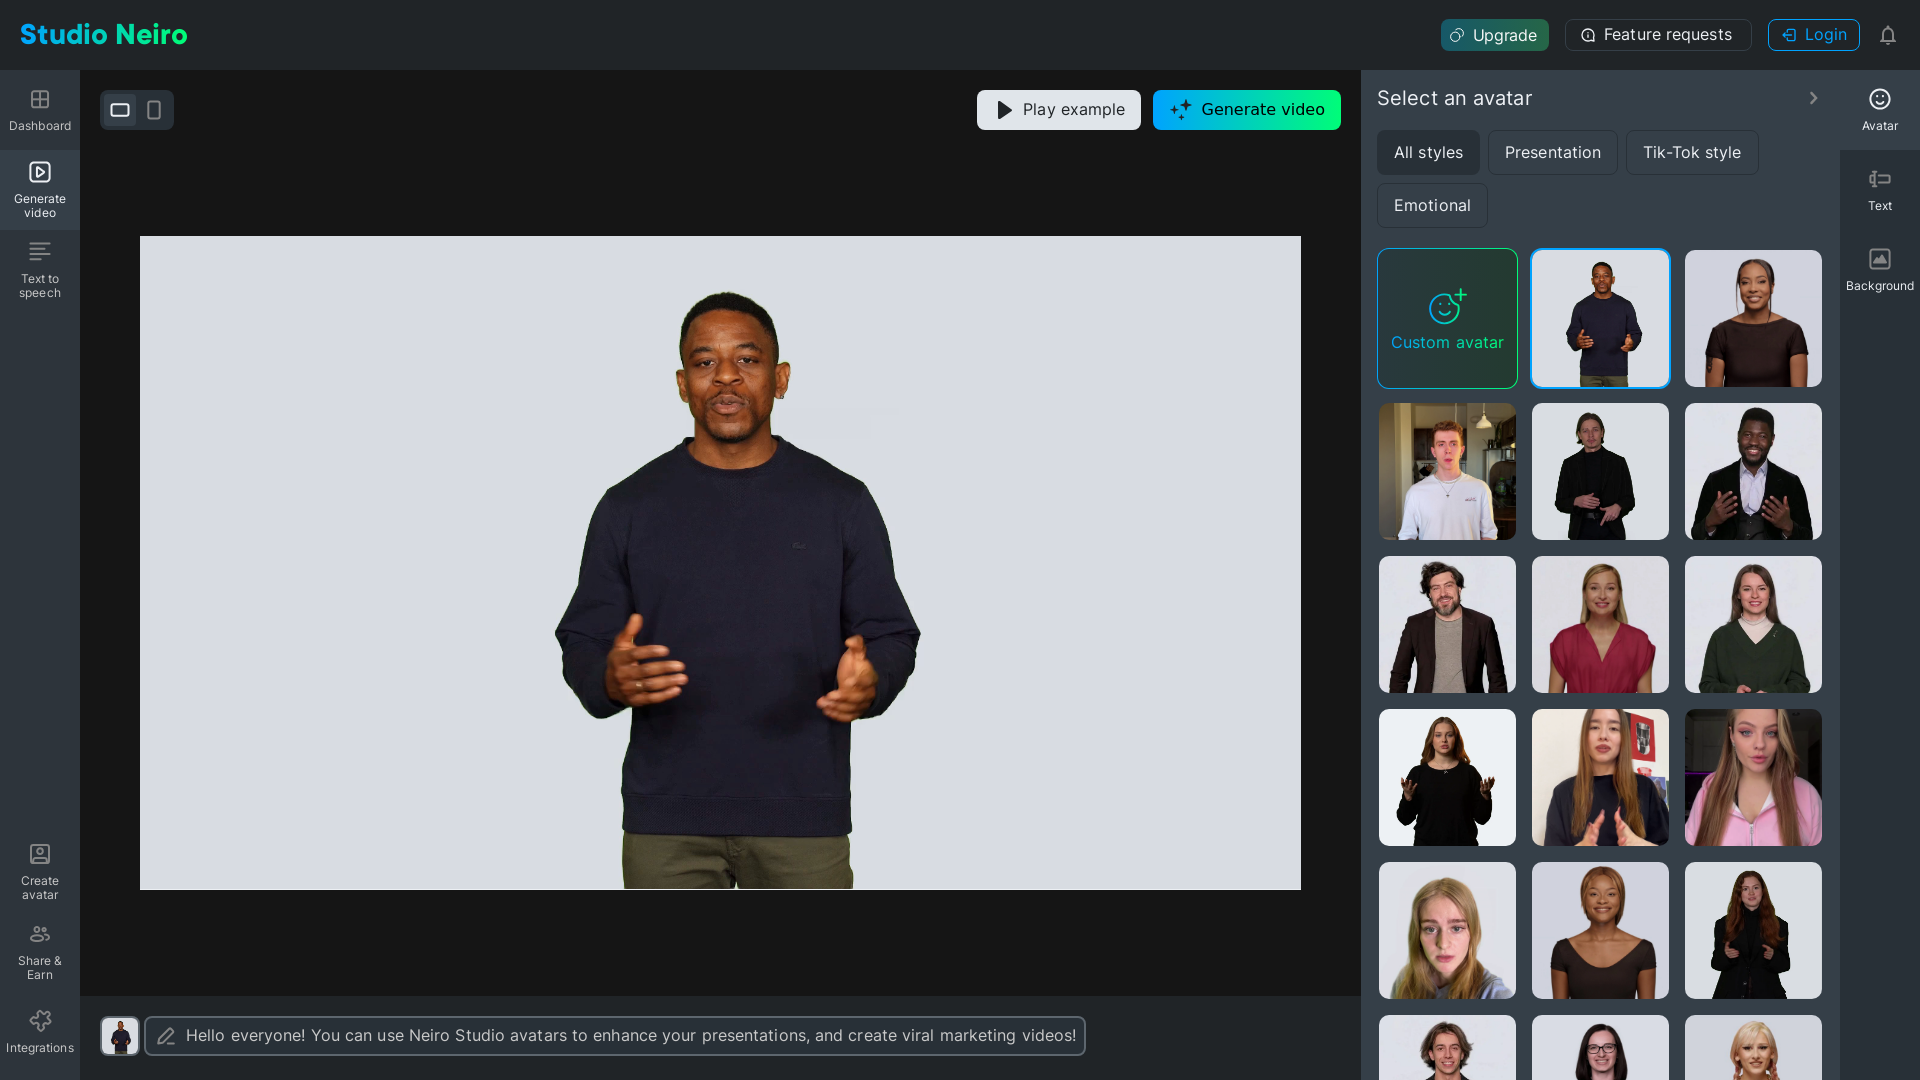 Studio Neiro
Upgrade
Feature requests
Login
Dashboard
Generate
video
Text to
speech
Create
avatar
Share &
Earn
Integrations
Play example
Generate video
Hello everyone! You can use Neiro Studio avatars to enhance your presentations, and create viral marketing videos!
Select an avatar
All styles
Presentation
Tik-Tok style
Emotional
Custom avatar
Avatar
Text
Background